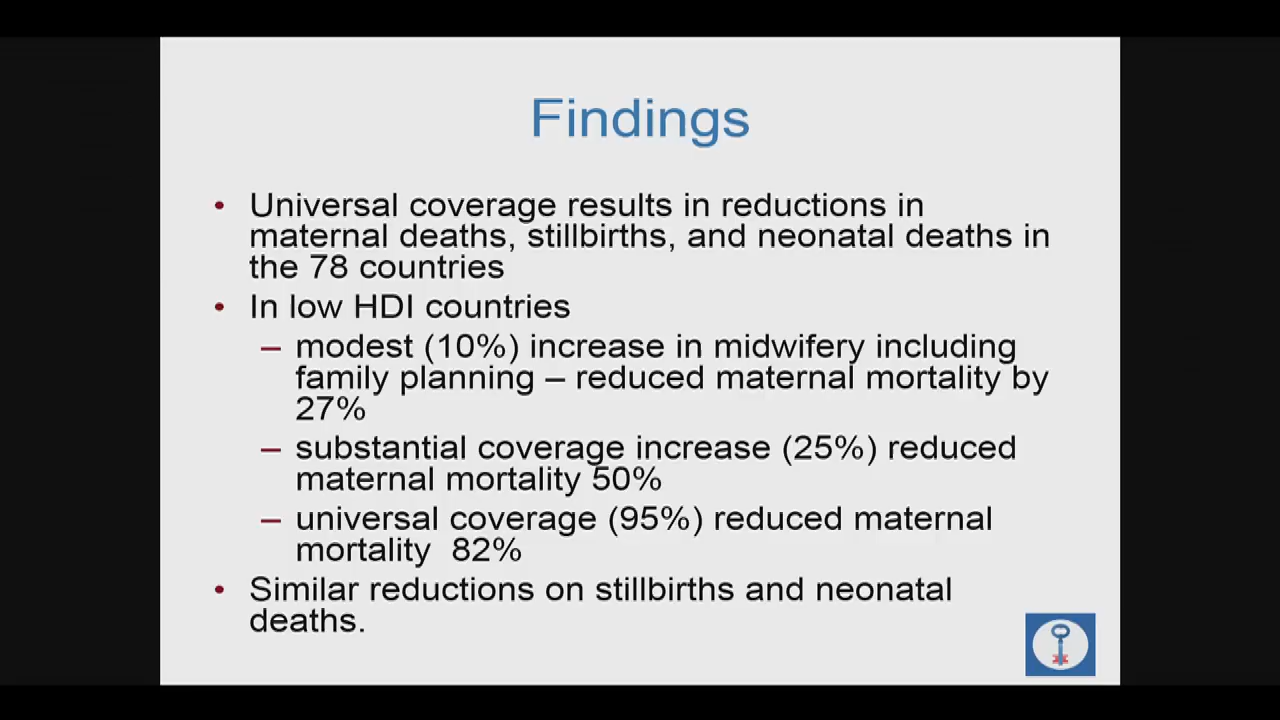 Findings
• Universal coverage results in reductions in
maternal deaths, stillbirths, and neonatal deaths in
the 78 countries
• In low HDI countries
– modest (10%) increase in midwifery including
family planning – reduced maternal mortality by
27%
– substantial coverage increase (25%) reduced
maternal mortality 50%
– universal coverage (95%) reduced maternal
mortality 82%
• Similar reductions on stillbirths and neonatal
deaths.